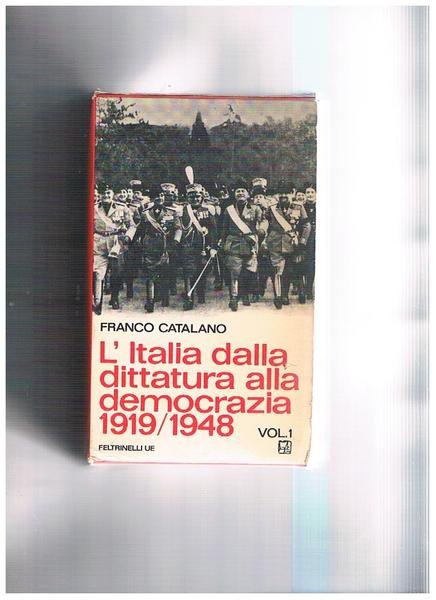 FRANCO CATALANO
L' Italia dalla
dittatura alla
democrazia
1919/1948 VOL.1
FELTRINELLI UE